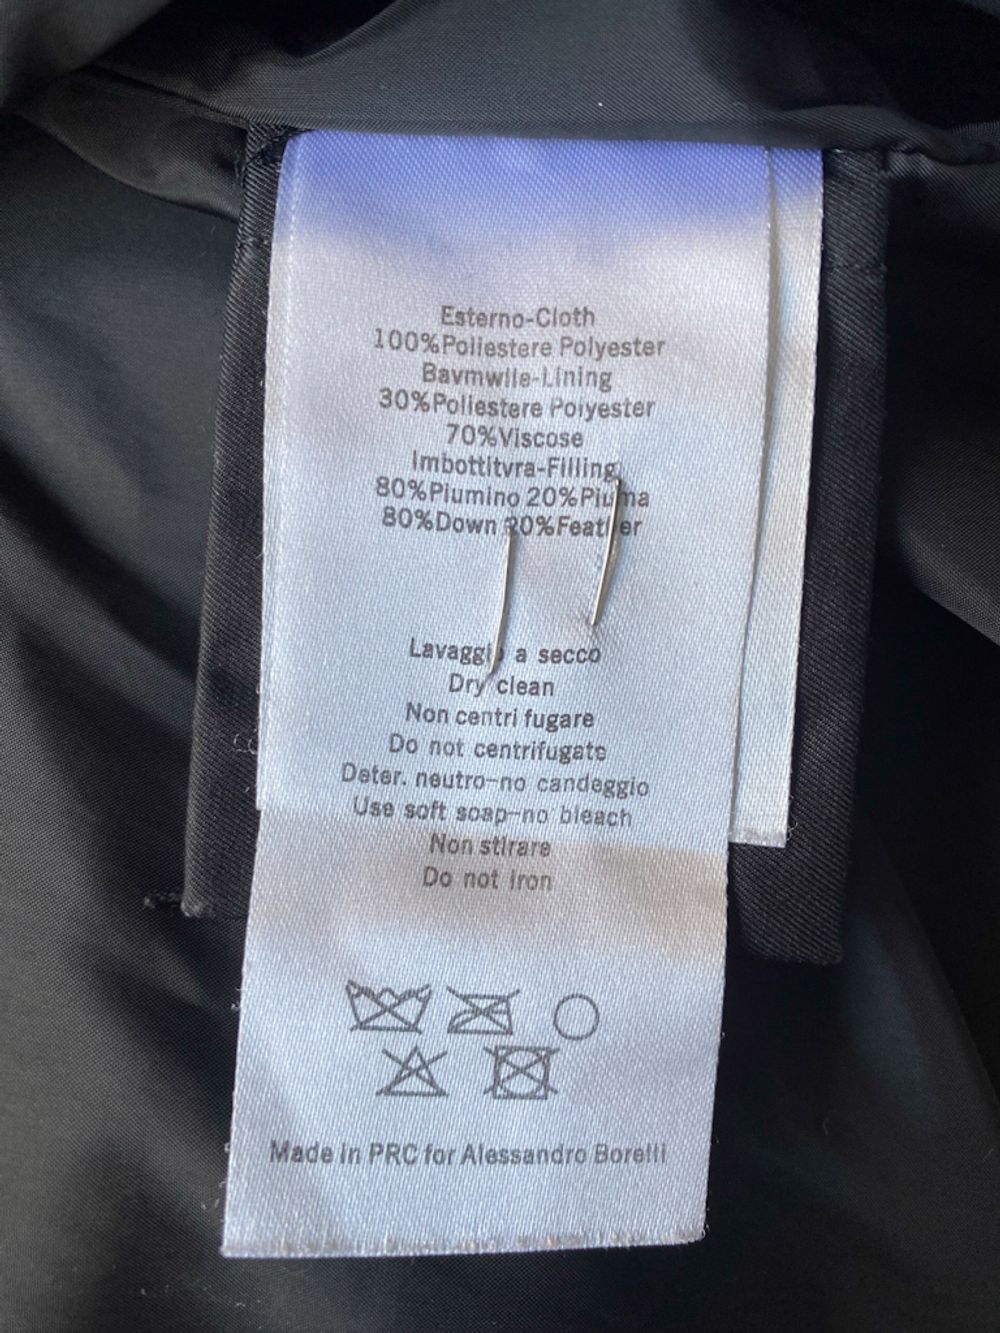 Esterno-Cloth
100%Poliestere Polyester
Bavmwlle-Lining
30%Poliestere Polyester
70%Viscose
Imbottitvra-Filling
80%Piumino 20%Piuma
80%Down 20%Feather
Lavaggio a secco
Dry clean
Non centri fugare
Do not centrifugate
Deter. neutro-no candeggio
Use soft soap-no bleach
Non stirare
Do not iron
Made in PRC for Alessandro Borelli